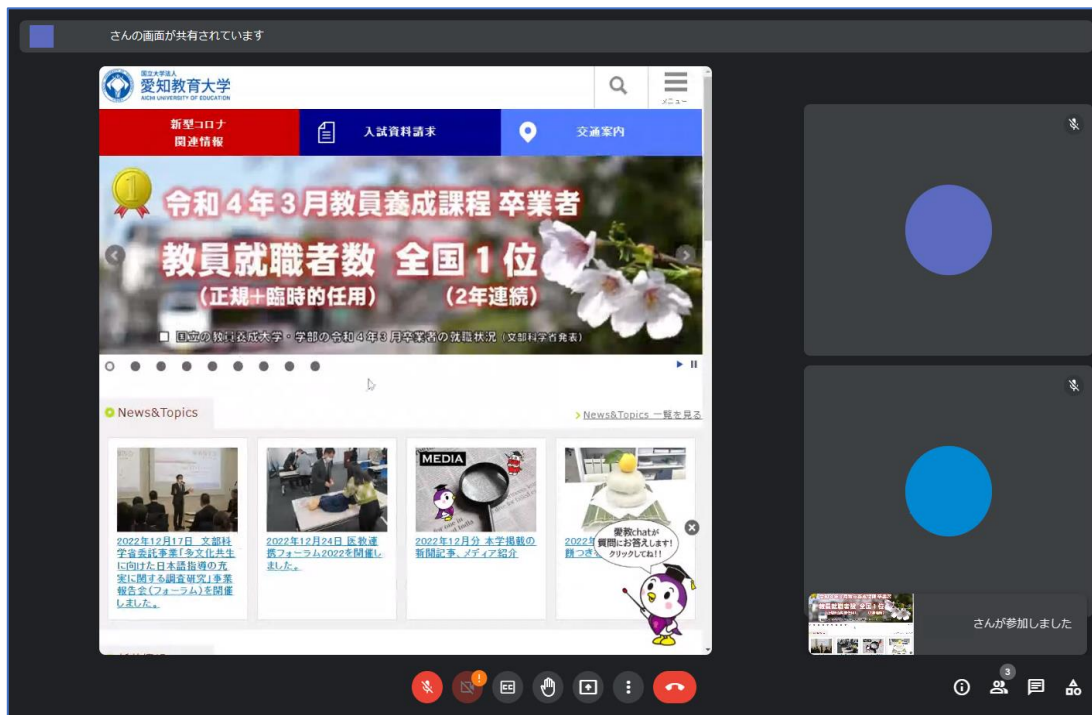 さんの画面が共有されています
国立大学法人
愛知教育大学
AICHI UNIVERSITY OF EDUCATION
メニュー
新型コロナ
関連情報
入試資料請求
交通案内
1
令和4年3月教員養成課程 卒業者
教員就職者数 全国1位
(正規+臨時的任用) (2年連続)
国立の教員養成大学・学部の令和4年3月卒業者の就職状況(文部科学省発表)
News&Topics
News&Topics 一覧を見る
MEDIA
2022年12月17日 文部科
学省委託事業「多文化共生
に向けた日本語指導の充
実に関する調査研究」事業
報告会(フォーラム)を開催
しました。
2022年12月24日 医教連
携フォーラム2022を開催し
ました。
2022年12月分 本学掲載の
新聞記事、メディア紹介
2022年
餅つき
愛教chatが
質問にお答えします!
クリックしてね!!
さんが参加しました
3